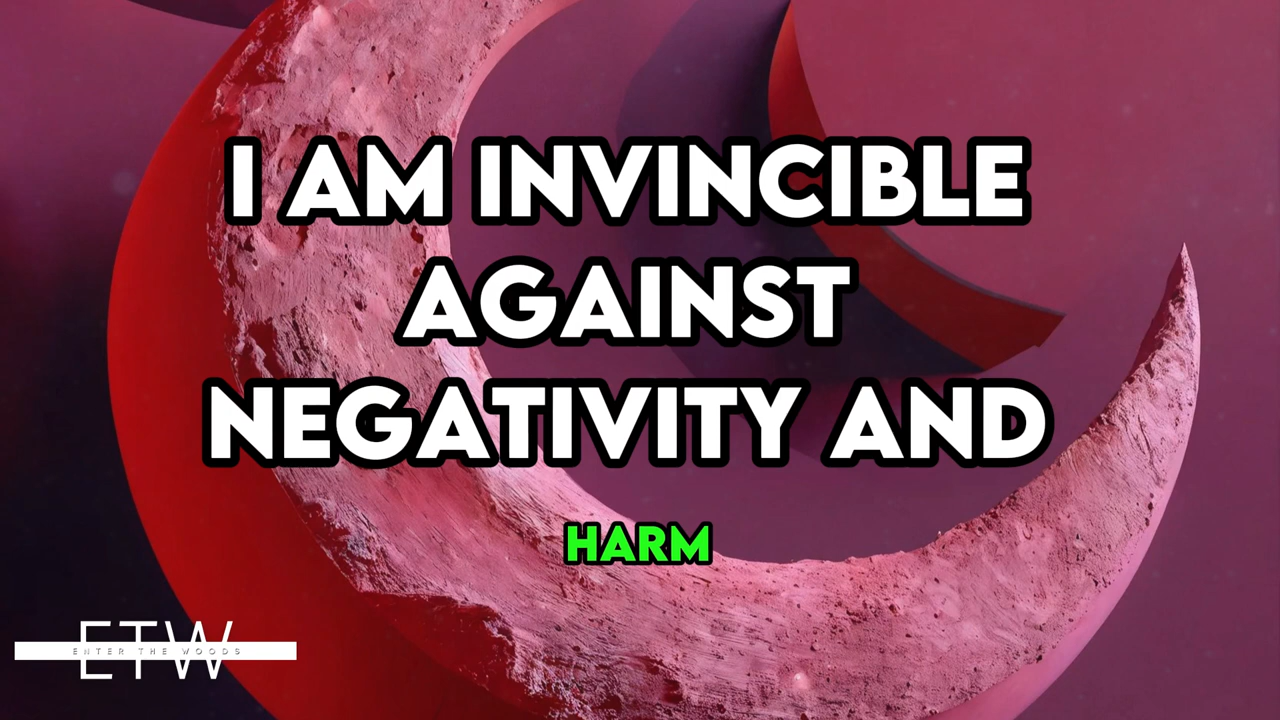 I AM INVINCIBLE
AGAINST
NEGATIVITY AND
HARM
ETW
ENTER THE WOODS